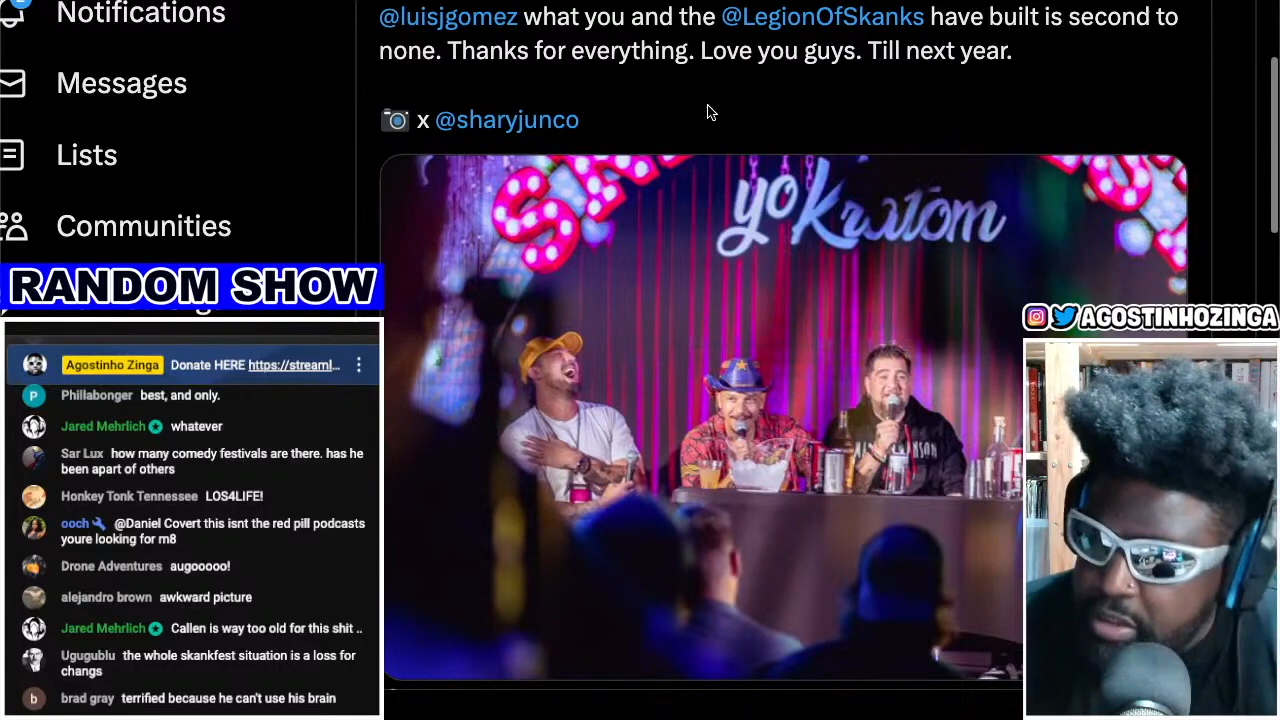 Notifications
@luisjgomez what you and the @LegionOfSkanks have built is second to
none. Thanks for everything. Love you guys. Till next year.
Messages
x @sharyjunco
Lists
Communities
yo Kratom
RANDOM SHOW
AGOSTINHOZINGA
Agostinho Zinga Donate HERE https://streaml...
P Phillabonger best, and only.
Jared Mehrlich whatever
Sar Lux how many comedy festivals are there. has he
been apart of others
Honkey Tonk Tennessee LOS4LIFE!
ooch @Daniel Covert this isnt the red pill podcasts
youre looking for m8
Drone Adventures augooooo!
alejandro brown awkward picture
Jared Mehrlich Callen is way too old for this shit ..
Ugugublu the whole skankfest situation is a loss for
changs
b brad gray terrified because he can't use his brain